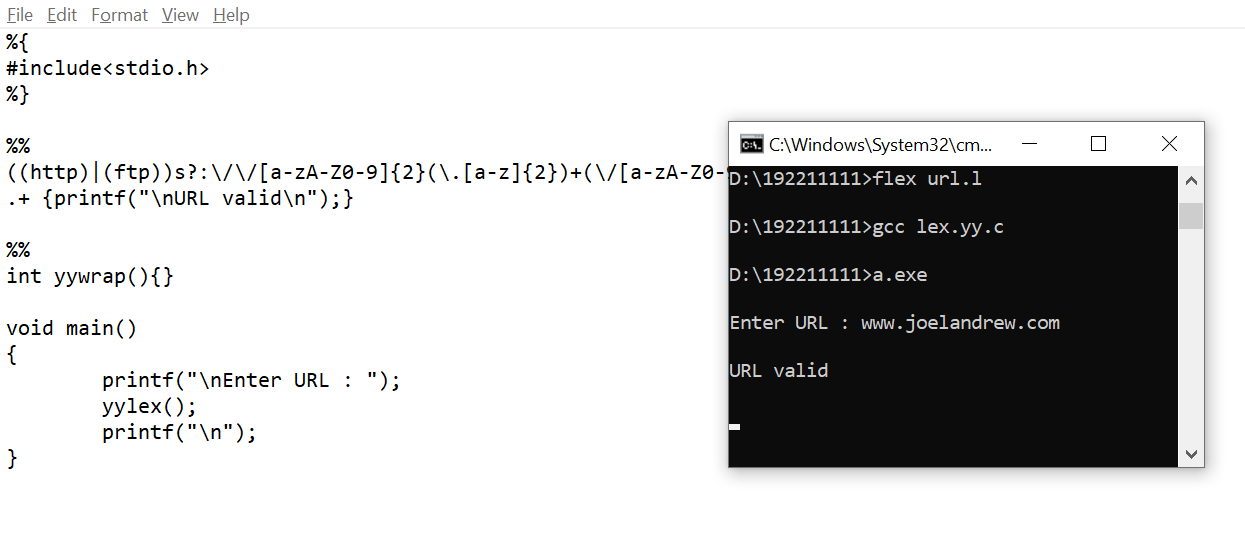 File Edit Format View Help
%{
#include<stdio.h>
%}
%%
((http)|(ftp))s?:\/\/[a-zA-Z0-9]{2}(\.[a-z]{2})+(\/[a-zA-Z0-9
.+ {printf("\nURL valid\n");}
%%
int yywrap(){}
void main()
{
printf("\nEnter URL : ");
yylex();
printf("\n");
}
C:\Windows\System32\cm...
D:\192211111>flex url.l
D:\192211111>gcc lex.yy.c
D:\192211111>a.exe
Enter URL : www.joelandrew.com
URL valid